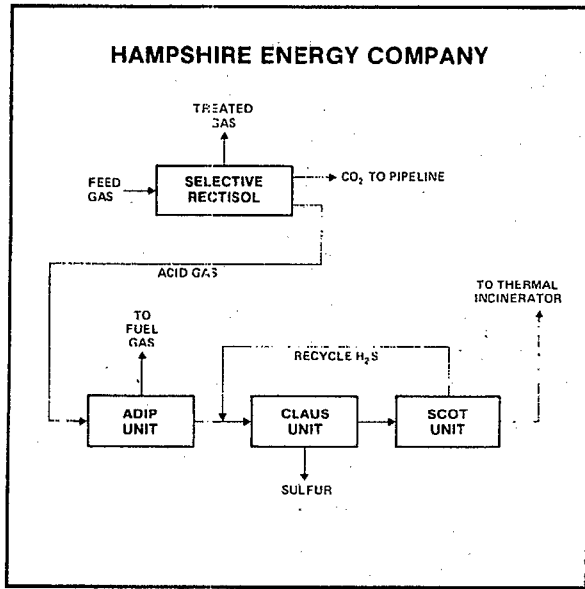 HAMPSHIRE ENERGY COMPANY
TREATED
GAS
FEED
GAS
SELECTIVE
RECTISOL
CO₂ TO PIPELINE
ACID GAS
TO THERMAL
INCINERATOR
TO
FUEL
GAS
RECYCLE H₂S
ADIP
UNIT
CLAUS
UNIT
SCOT
UNIT
SULFUR